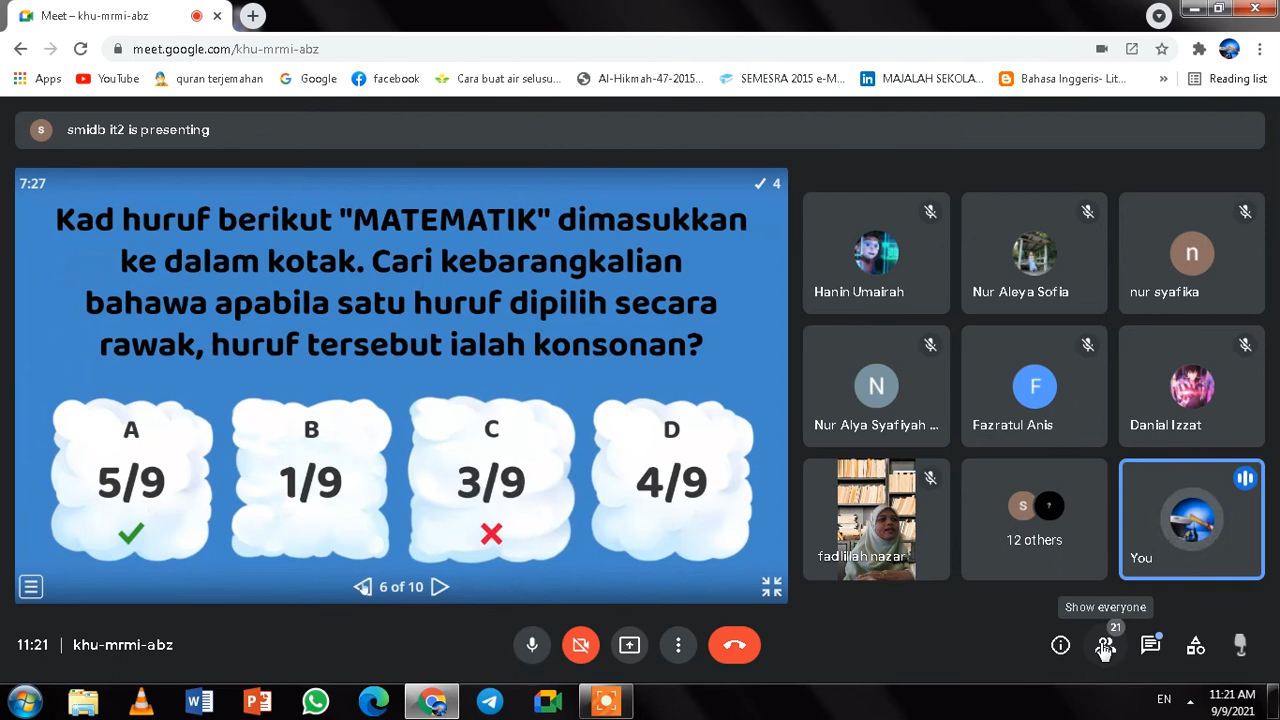 Meet – khu-mrmi-abz
meet.google.com/khu-mrmi-abz
Apps
YouTube
quran terjemahan
Google
facebook
Cara buat air selusu...
Al-Hikmah-47-2015...
SEMESRA 2015 e-M...
MAJALAH SEKOLA...
Bahasa Inggeris- Lit...
»
Reading list
s
smidb it2 is presenting
7:27
✓ 4
Kad huruf berikut "MATEMATIK" dimasukkan
ke dalam kotak. Cari kebarangkalian
bahawa apabila satu huruf dipilih secara
rawak, huruf tersebut ialah konsonan?
A
B
C
D
5/9
1/9
3/9
4/9
6 of 10
Hanin Umairah
Nur Aleya Sofia
n
nur syafika
N
Nur Alya Syafiyah ...
F
Fazratul Anis
Danial Izzat
fadlillah nazar
S
?
12 others
You
Show everyone
21
11:21 | khu-mrmi-abz
EN
11:21 AM
9/9/2021